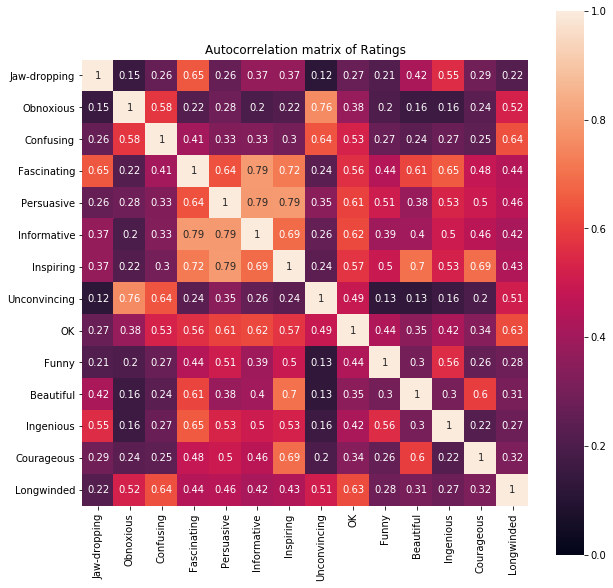 Autocorrelation matrix of Ratings
Jaw-dropping 1 0.15 0.26 0.65 0.26 0.37 0.37 0.12 0.27 0.21 0.42 0.55 0.29 0.22
Obnoxious 0.15 1 0.58 0.22 0.28 0.2 0.22 0.76 0.38 0.2 0.16 0.16 0.24 0.52
Confusing 0.26 0.58 1 0.41 0.33 0.33 0.3 0.64 0.53 0.27 0.24 0.27 0.25 0.64
Fascinating 0.65 0.22 0.41 1 0.64 0.79 0.72 0.24 0.56 0.44 0.61 0.65 0.48 0.44
Persuasive 0.26 0.28 0.33 0.64 1 0.79 0.79 0.35 0.61 0.51 0.38 0.53 0.5 0.46
Informative 0.37 0.2 0.33 0.79 0.79 1 0.69 0.26 0.62 0.39 0.4 0.5 0.46 0.42
Inspiring 0.37 0.22 0.3 0.72 0.79 0.69 1 0.24 0.57 0.5 0.7 0.53 0.69 0.43
Unconvincing 0.12 0.76 0.64 0.24 0.35 0.26 0.24 1 0.49 0.13 0.13 0.16 0.2 0.51
OK 0.27 0.38 0.53 0.56 0.61 0.62 0.57 0.49 1 0.44 0.35 0.42 0.34 0.63
Funny 0.21 0.2 0.27 0.44 0.51 0.39 0.5 0.13 0.44 1 0.3 0.56 0.26 0.28
Beautiful 0.42 0.16 0.24 0.61 0.38 0.4 0.7 0.13 0.35 0.3 1 0.3 0.6 0.31
Ingenious 0.55 0.16 0.27 0.65 0.53 0.5 0.53 0.16 0.42 0.56 0.3 1 0.22 0.27
Courageous 0.29 0.24 0.25 0.48 0.5 0.46 0.69 0.2 0.34 0.26 0.6 0.22 1 0.32
Longwinded 0.22 0.52 0.64 0.44 0.46 0.42 0.43 0.51 0.63 0.28 0.31 0.27 0.32 1
Jaw-dropping Obnoxious Confusing Fascinating Persuasive Informative Inspiring Unconvincing OK Funny Beautiful Ingenious Courageous Longwinded
1.0
0.8
0.6
0.4
0.2
0.0